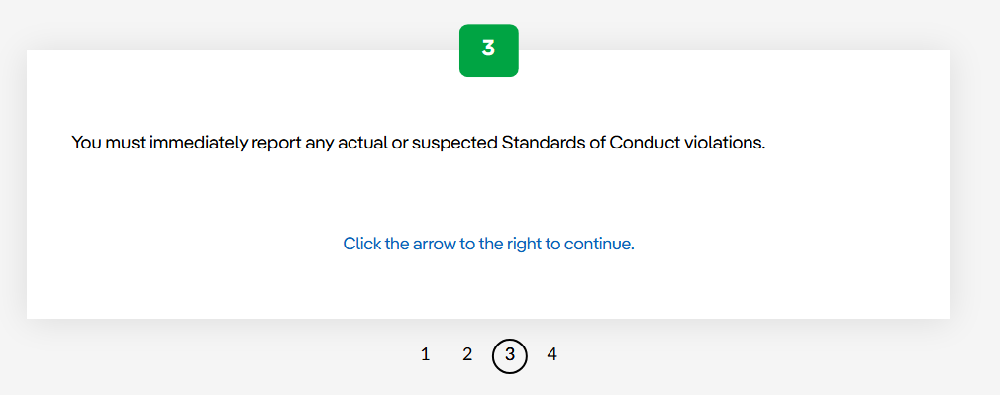 3
You must immediately report any actual or suspected Standards of Conduct violations.
Click the arrow to the right to continue.
1 2 3 4